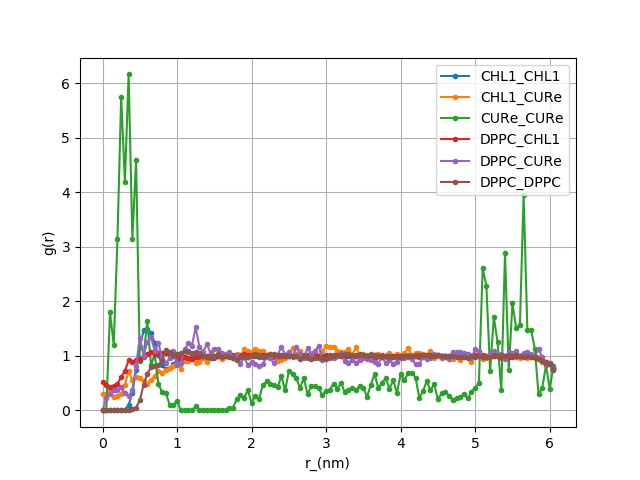 CHL1_CHL1
CHL1_CURe
CURe_CURe
DPPC_CHL1
DPPC_CURe
DPPC_DPPC
g(r)
6
5
4
3
2
1
0
0 1 2 3 4 5 6
r_(nm)